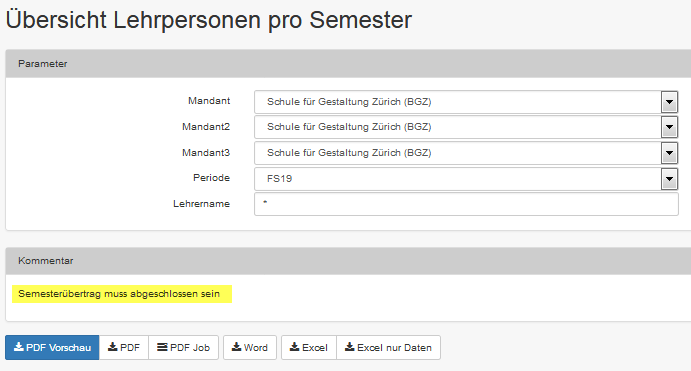 Übersicht Lehrpersonen pro Semester
Parameter
Mandant Schule für Gestaltung Zürich (BGZ)
Mandant2 Schule für Gestaltung Zürich (BGZ)
Mandant3 Schule für Gestaltung Zürich (BGZ)
Periode FS19
Lehrername *
Kommentar
Semesterübertrag muss abgeschlossen sein
PDF Vorschau PDF PDF Job Word Excel Excel nur Daten